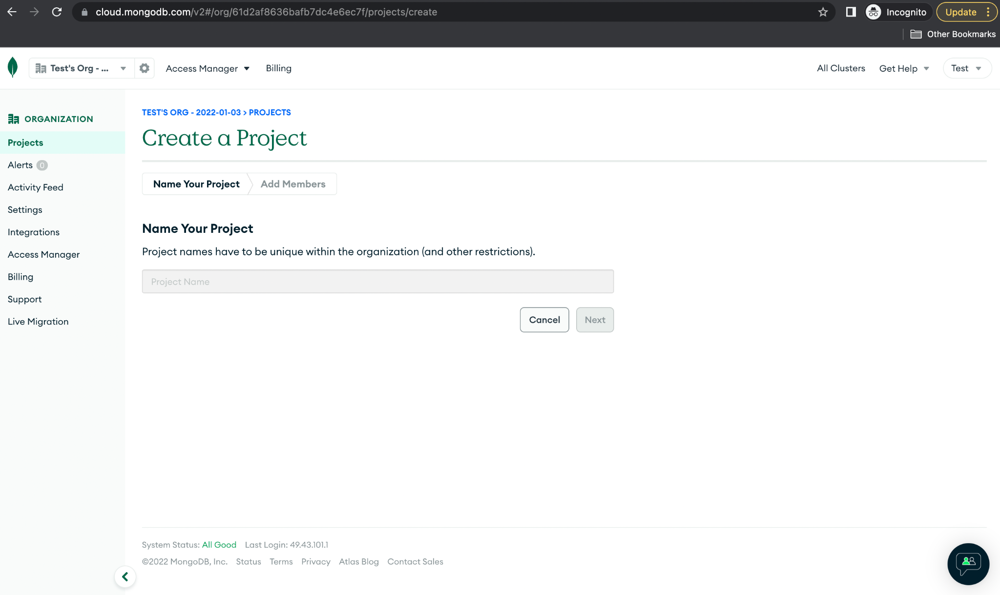 cloud.mongodb.com/v2#/org/61d2af8636bafb7dc4e6ec7f/projects/create
Incognito
Update
Other Bookmarks
Test's Org - ...
Access Manager
Billing
All Clusters
Get Help
Test
ORGANIZATION
Projects
Alerts 0
Activity Feed
Settings
Integrations
Access Manager
Billing
Support
Live Migration
TEST'S ORG - 2022-01-03 > PROJECTS
Create a Project
Name Your Project
Add Members
Name Your Project
Project names have to be unique within the organization (and other restrictions).
Project Name
Cancel
Next
System Status: All Good Last Login: 49.43.101.1
©2022 MongoDB, Inc. Status Terms Privacy Atlas Blog Contact Sales